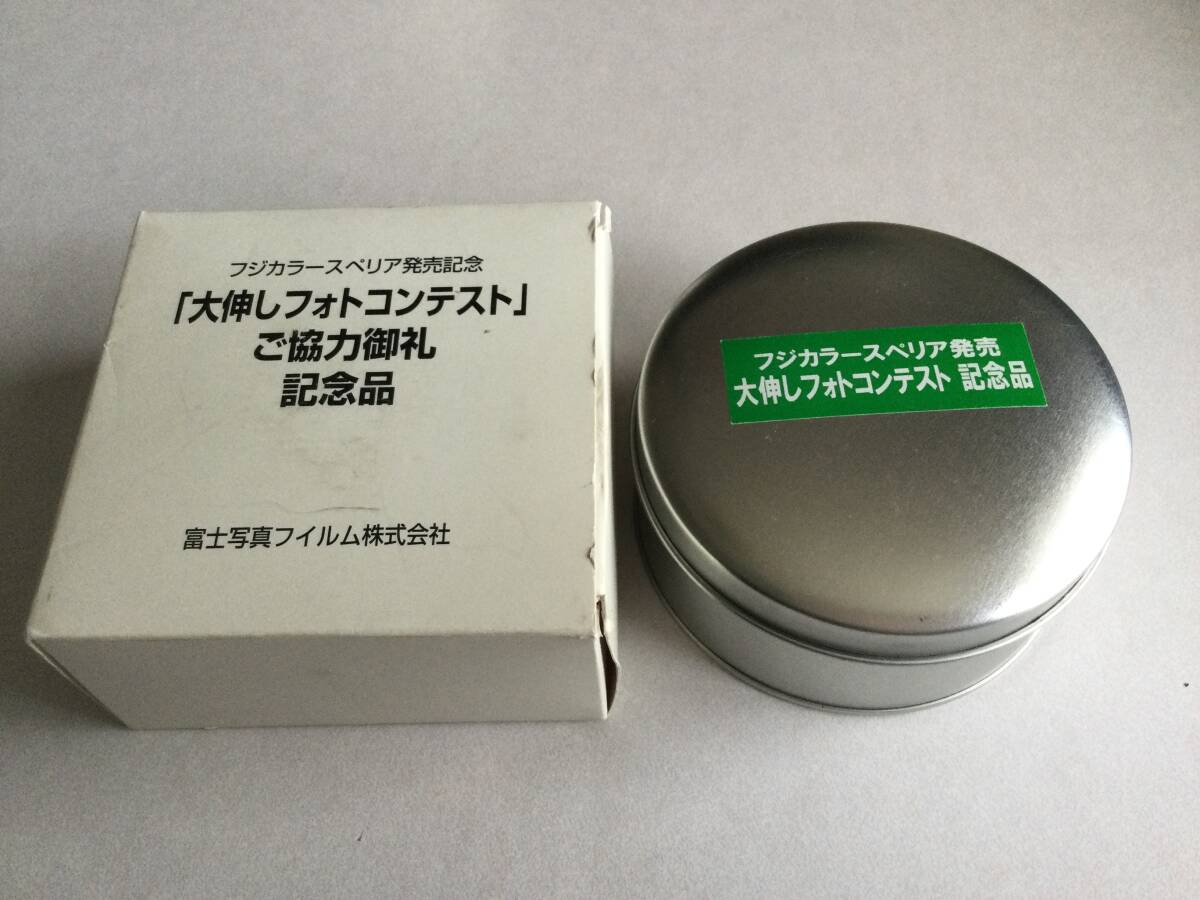 フジカラースペリア発売記念
「大伸しフォトコンテスト」
ご協力御礼
記念品
富士写真フイルム株式会社
フジカラースペリア発売
大伸しフォトコンテスト 記念品